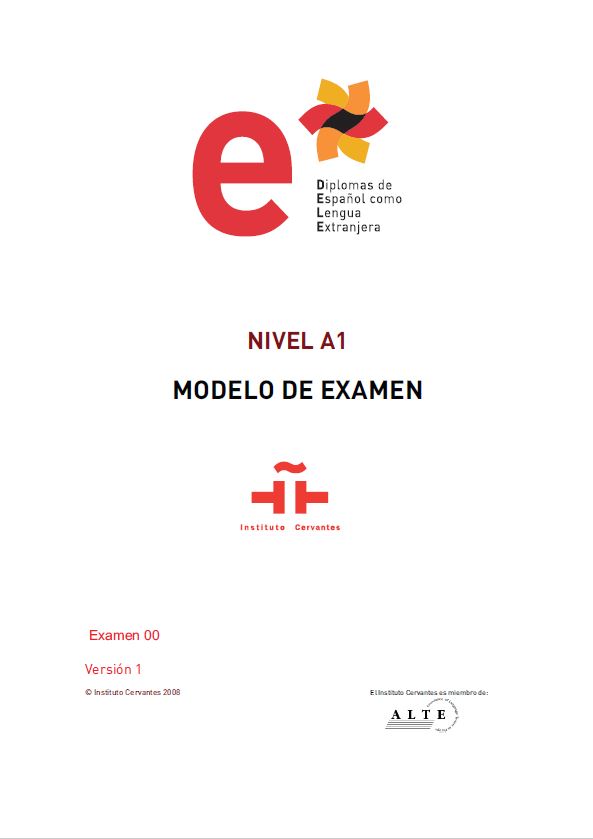 e
Diplomas de
Español como
Lengua
Extranjera
NIVEL A1
MODELO DE EXAMEN
Instituto Cervantes
Examen 00
Versión 1
© Instituto Cervantes 2008
El Instituto Cervantes es miembro de:
ALTE